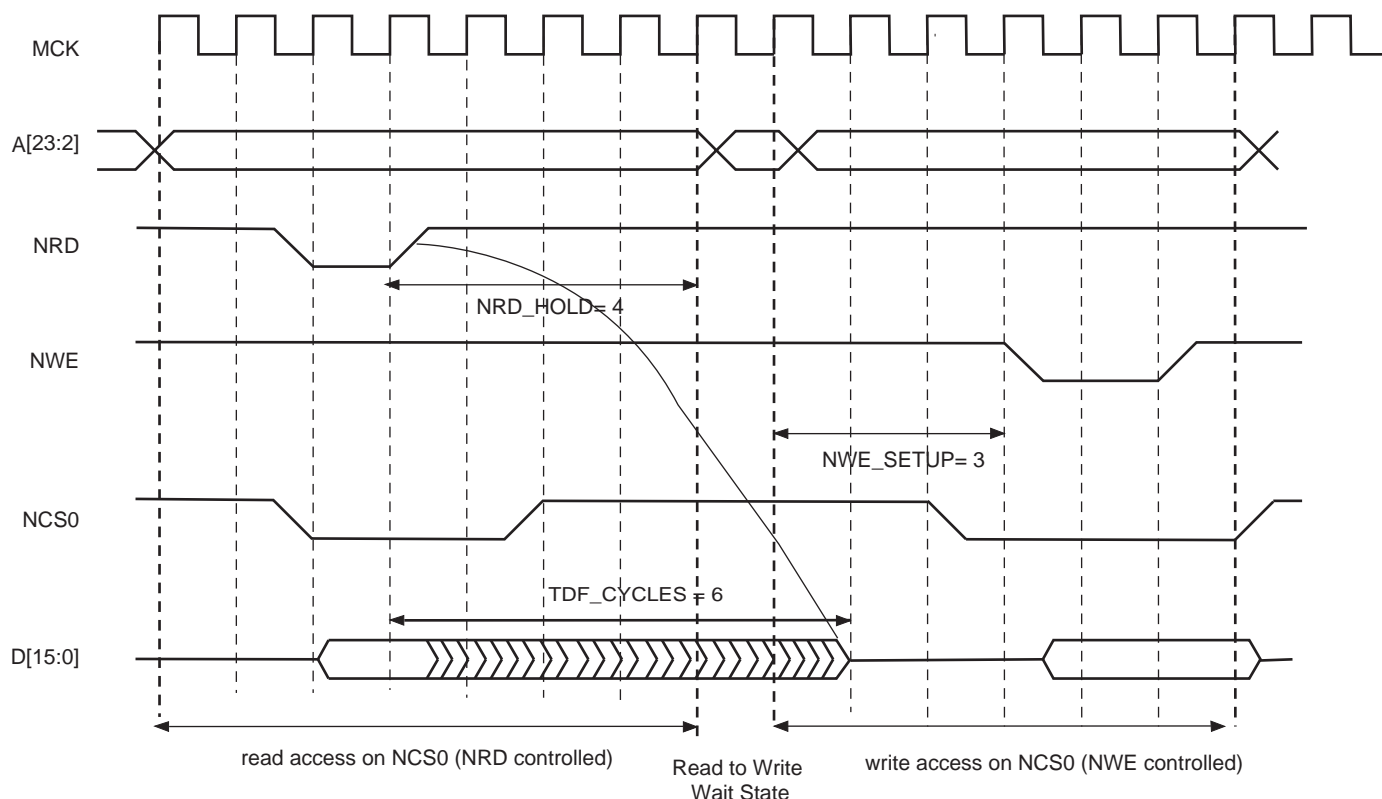 MCK
A[23:2]
NRD
NRD_HOLD= 4
NWE
NWE_SETUP= 3
NCS0
TDF_CYCLES = 6
D[15:0]
read access on NCS0 (NRD controlled)
Read to Write
Wait State
write access on NCS0 (NWE controlled)